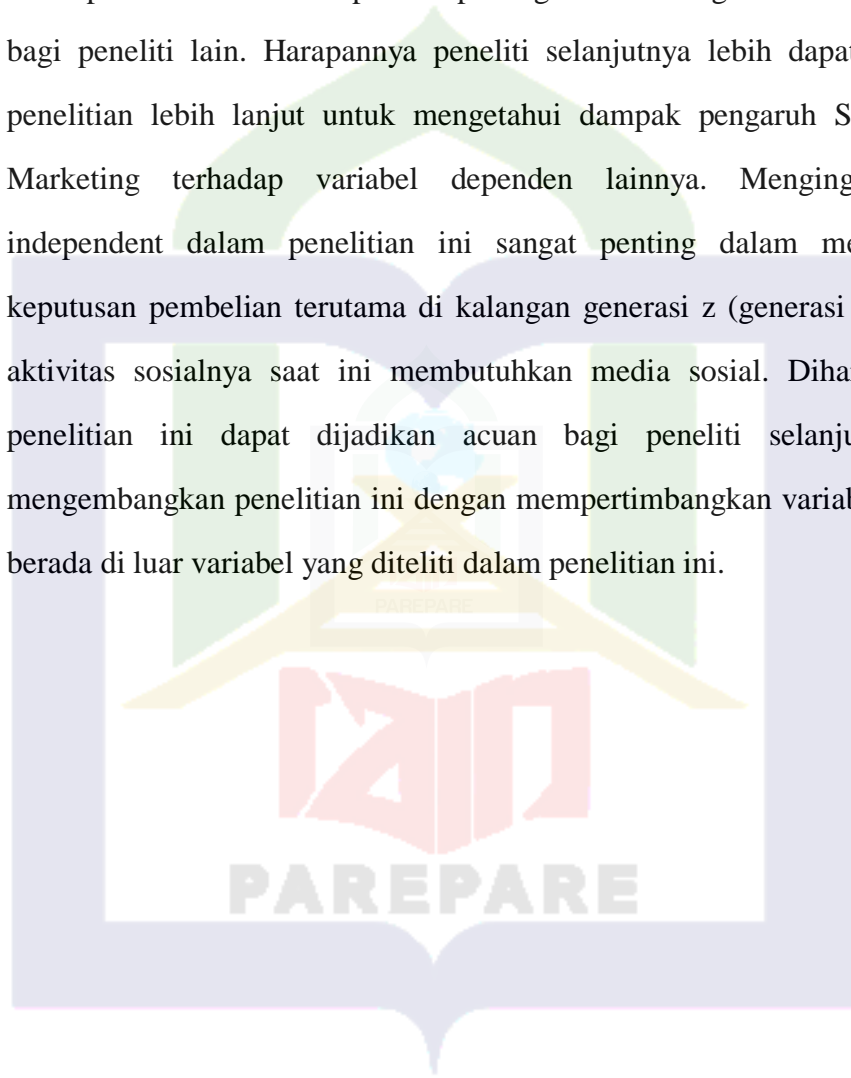 bagi peneliti lain. Harapannya peneliti selanjutnya lebih dapat
penelitian lebih lanjut untuk mengetahui dampak pengaruh S
Marketing terhadap variabel dependen lainnya. Menging
independent dalam penelitian ini sangat penting dalam me
keputusan pembelian terutama di kalangan generasi z (generasi
aktivitas sosialnya saat ini membutuhkan media sosial. Dihar
penelitian ini dapat dijadikan acuan bagi peneliti selanju
mengembangkan penelitian ini dengan mempertimbangkan variab
berada di luar variabel yang diteliti dalam penelitian ini.
PAREPARE
iain
PAREPARE